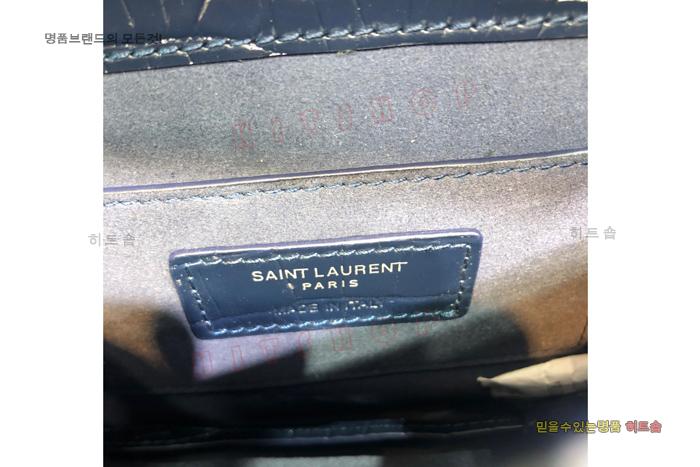 명품브랜드의 모든것!
SAINT LAURENT
PARIS
MADE IN ITALY
히트숍
히트숍
믿을수있는명품 히트숍